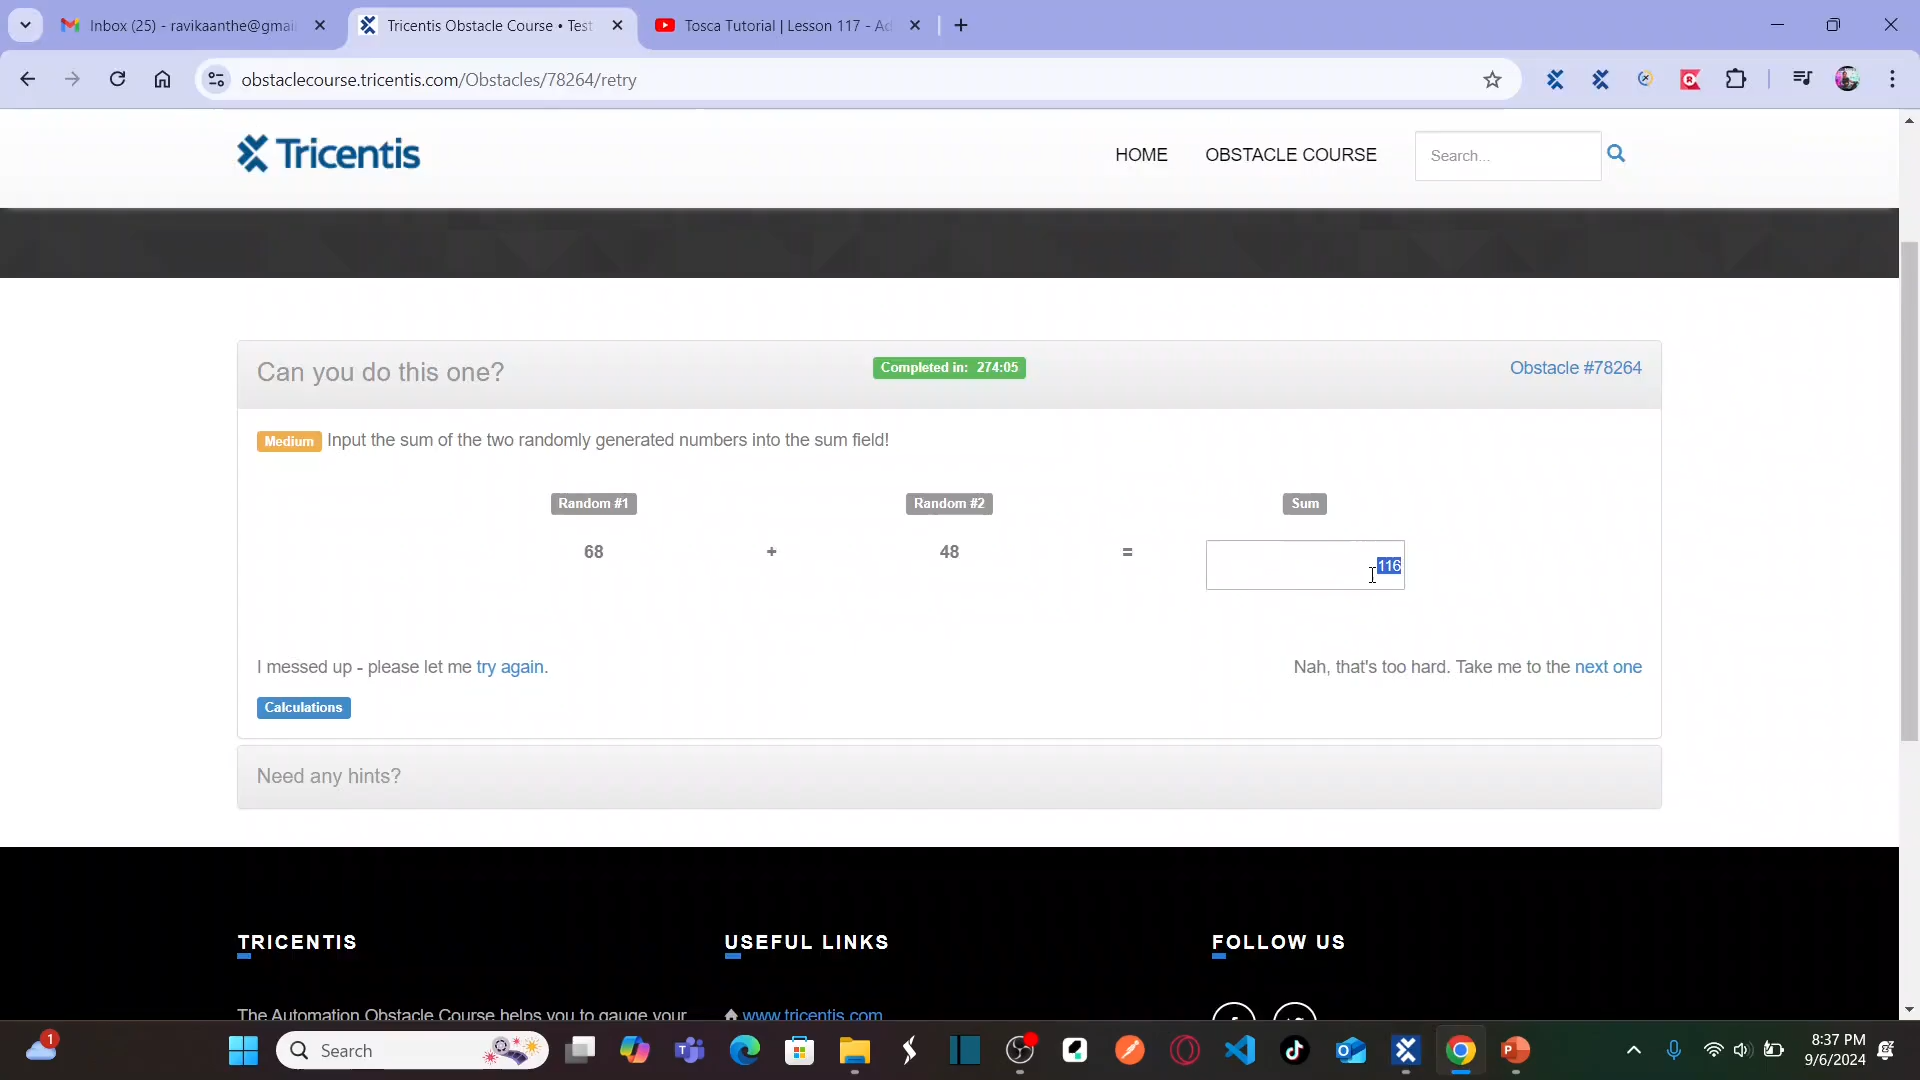 Inbox (25) - ravikaanthe@gmai
Tricentis Obstacle Course • Test
Tosca Tutorial | Lesson 117 - Ad
obstaclecourse.tricentis.com/Obstacles/78264/retry
Tricentis
HOME
OBSTACLE COURSE
Search...
Can you do this one?
Completed in: 274:05
Obstacle #78264
Medium Input the sum of the two randomly generated numbers into the sum field!
Random #1
Random #2
Sum
68
+
48
=
116
I messed up - please let me try again.
Nah, that's too hard. Take me to the next one
Calculations
Need any hints?
TRICENTIS
USEFUL LINKS
FOLLOW US
The Automation Obstacle Course helps you to gauge your
www.tricentis.com
1
Search
8:37 PM
9/6/2024